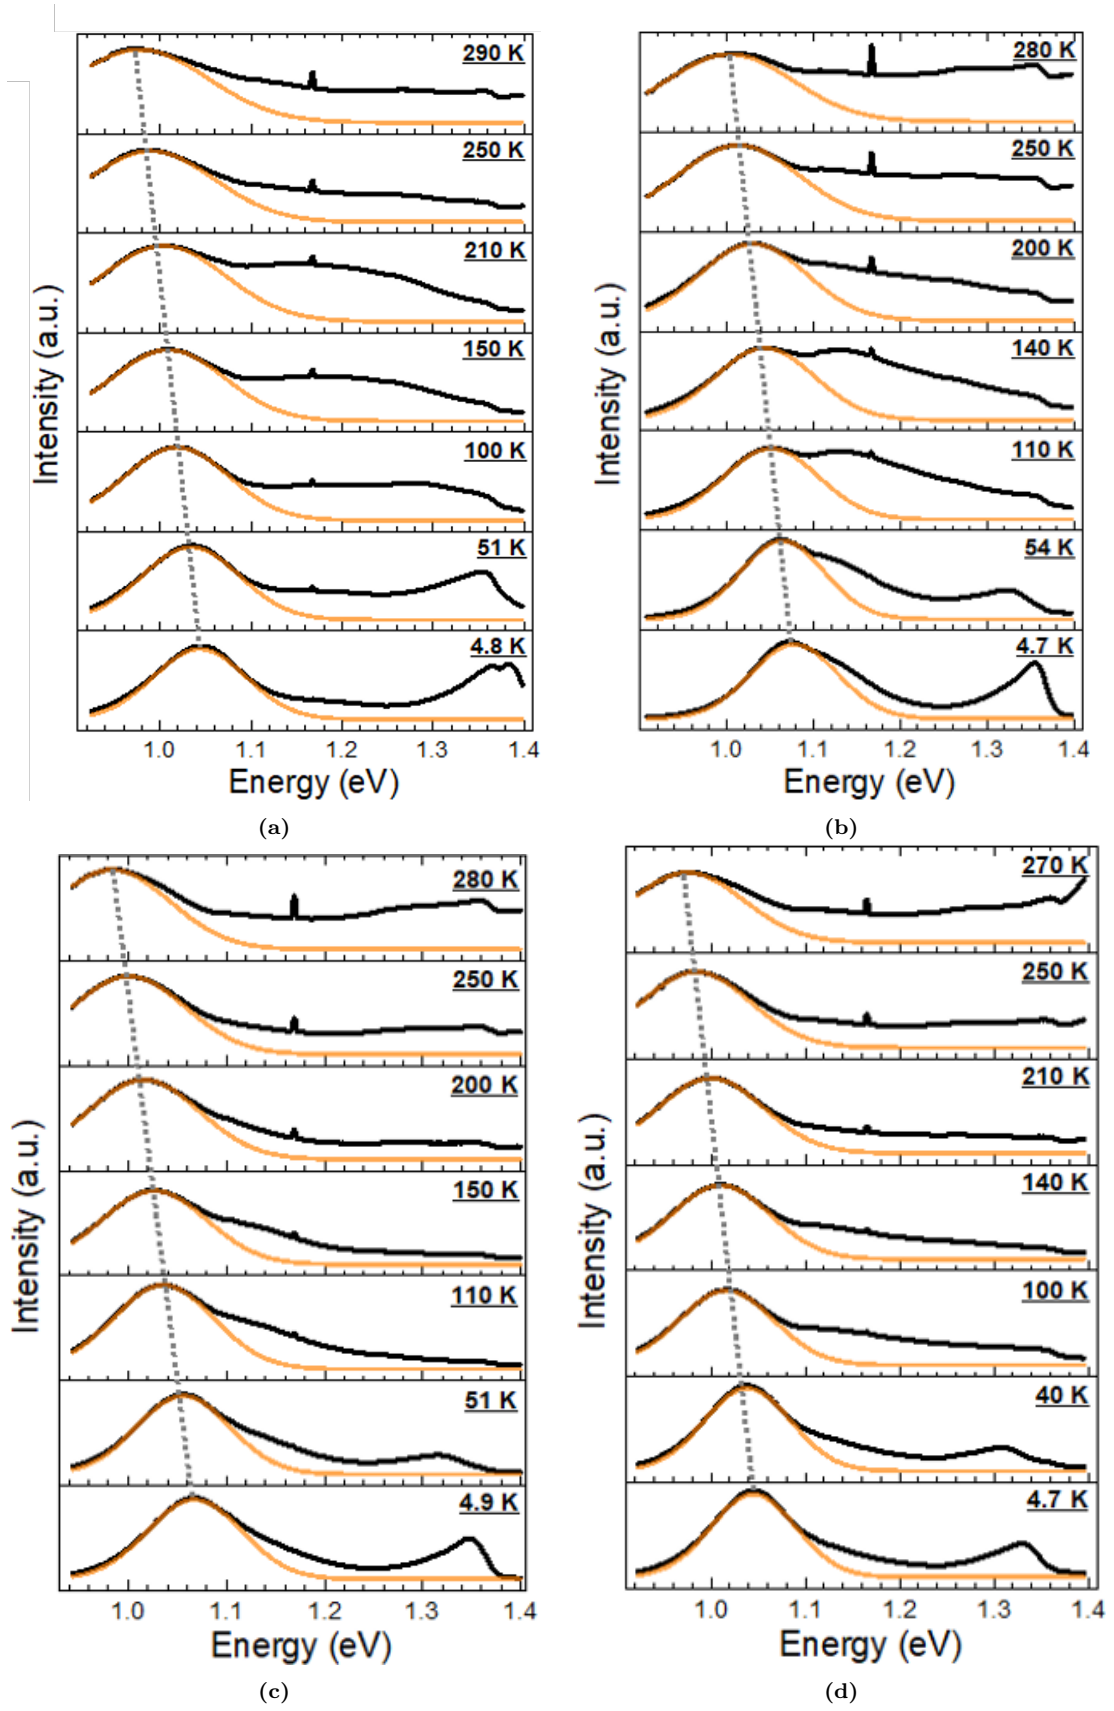 290 K
250 K
210 K
150 K
100 K
51 K
4.8 K
Intensity (a.u.)
1.0 1.1 1.2 1.3 1.4
Energy (eV)
(a)
280 K
250 K
200 K
140 K
110 K
54 K
4.7 K
Intensity (a.u.)
1.0 1.1 1.2 1.3 1.4
Energy (eV)
(b)
280 K
250 K
200 K
150 K
110 K
51 K
4.9 K
Intensity (a.u.)
1.0 1.1 1.2 1.3 1.4
Energy (eV)
(c)
270 K
250 K
210 K
140 K
100 K
40 K
4.7 K
Intensity (a.u.)
1.0 1.1 1.2 1.3 1.4
Energy (eV)
(d)